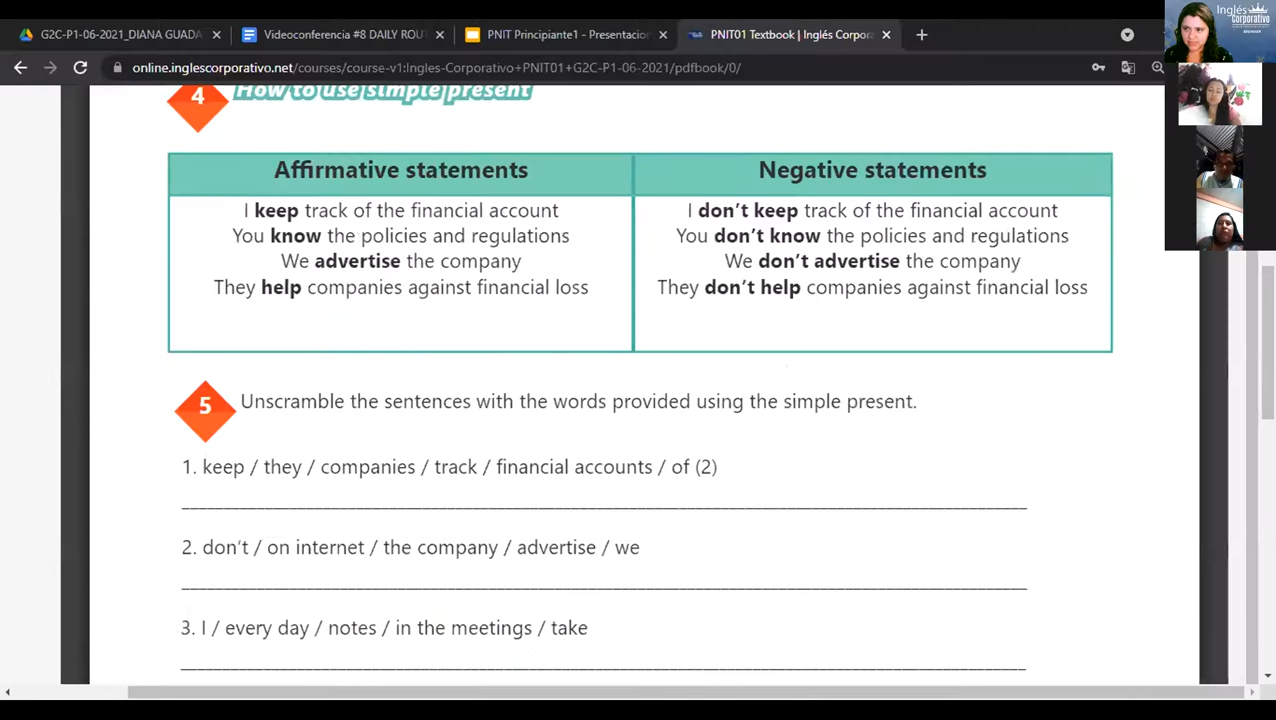 G2C-P1-06-2021_DIANA GUADA
Videoconferencia #8 DAILY ROUT
PNIT Principiante1 - Presentacion
PNIT01 Textbook | Inglés Corpora
online.inglescorporativo.net/courses/course-v1:Ingles-Corporativo+PNIT01+G2C-P1-06-2021/pdfbook/0/
Inglés
Corporativo
4 How to use simple present
Affirmative statements
I keep track of the financial account
You know the policies and regulations
We advertise the company
They help companies against financial loss
Negative statements
I don't keep track of the financial account
You don't know the policies and regulations
We don't advertise the company
They don't help companies against financial loss
5 Unscramble the sentences with the words provided using the simple present.
1. keep / they / companies / track / financial accounts / of (2)
2. don't / on internet / the company / advertise / we
3. I / every day / notes / in the meetings / take